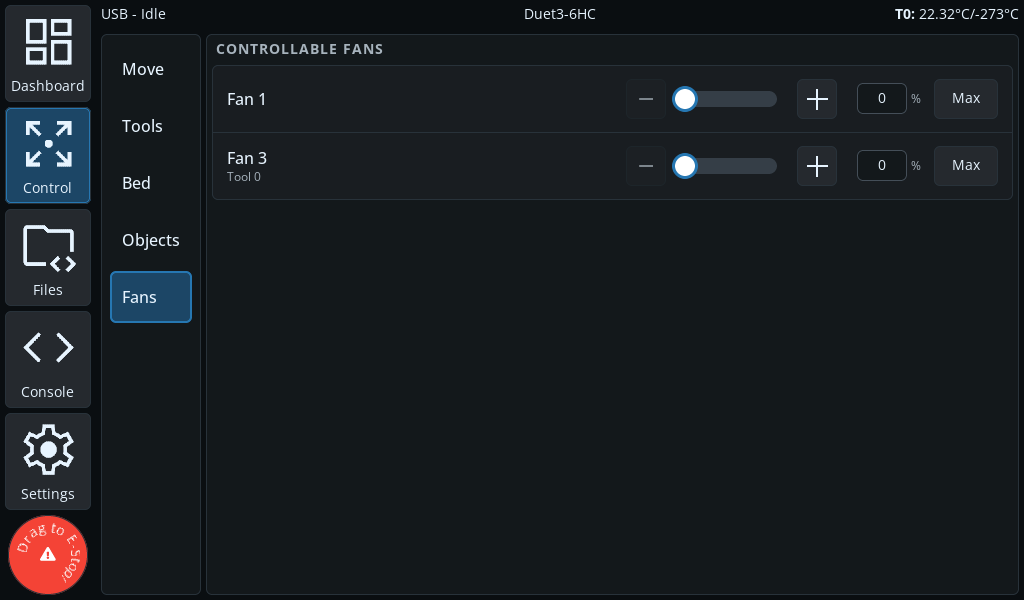 USB - Idle
Duet3-6HC
T0: 22.32°C/-273°C
Dashboard
Control
Files
Console
Settings
Drag to E-Stop!
Move
Tools
Bed
Objects
Fans
CONTROLLABLE FANS
Fan 1
0 %
Max
Fan 3
Tool 0
0 %
Max